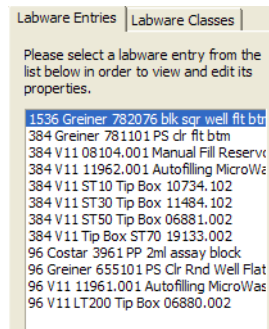 Labware Entries Labware Classes
Please select a labware entry from the
list below in order to view and edit its
properties.
1536 Greiner 782076 blk sqr well flt btm
384 Greiner 781101 PS clr flt btm
384 V11 08104.001 Manual Fill Reservo
384 V11 11962.001 Autofilling MicroWa
384 V11 ST10 Tip Box 10734.102
384 V11 ST30 Tip Box 11484.102
384 V11 ST50 Tip Box 06881.002
384 V11 Tip Box ST70 19133.002
96 Costar 3961 PP 2ml assay block
96 Greiner 655101 PS Clr Rnd Well Flat
96 V11 11961.001 Autofilling MicroWas
96 V11 LT200 Tip Box 06880.002